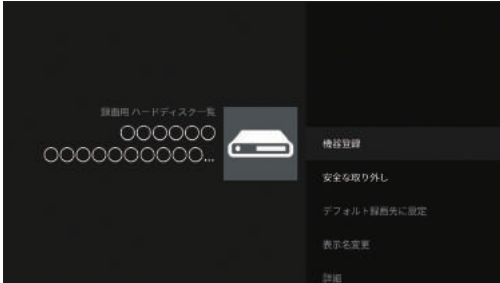 録画用 ハードディスク一覧
○○○○○○
○○○○○○○○○○...
機器登録
安全な取り外し
デフォルト録画先に設定
表示名変更
詳細